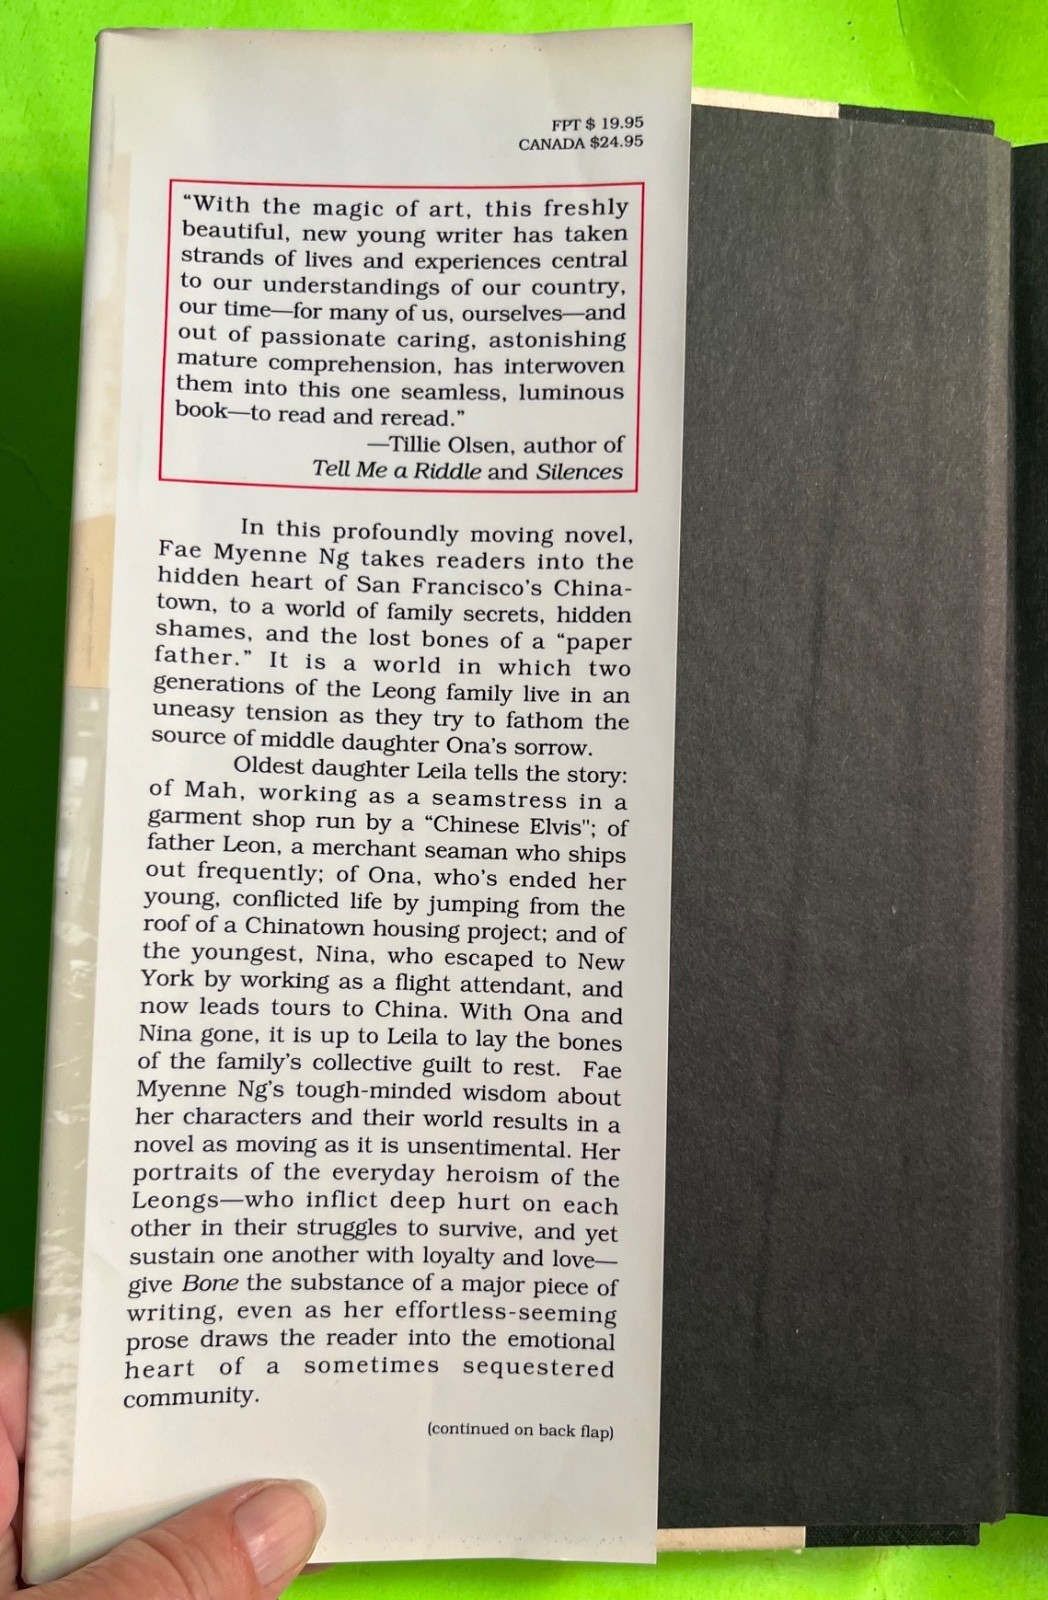 FPT $ 19.95
CANADA $24.95
“With the magic of art, this freshly
beautiful, new young writer has taken
strands of lives and experiences central
to our understandings of our country,
our time—for many of us, ourselves—and
out of passionate caring, astonishing
mature comprehension, has interwoven
them into this one seamless, luminous
book—to read and reread.”
—Tillie Olsen, author of
Tell Me a Riddle and Silences
In this profoundly moving novel,
Fae Myenne Ng takes readers into the
hidden heart of San Francisco's China-
town, to a world of family secrets, hidden
shames, and the lost bones of a “paper
father.” It is a world in which two
generations of the Leong family live in an
uneasy tension as they try to fathom the
source of middle daughter Ona's sorrow.
Oldest daughter Leila tells the story:
of Mah, working as a seamstress in a
garment shop run by a “Chinese Elvis"; of
father Leon, a merchant seaman who ships
out frequently; of Ona, who's ended her
young, conflicted life by jumping from the
roof of a Chinatown housing project; and of
the youngest, Nina, who escaped to New
York by working as a flight attendant, and
now leads tours to China. With Ona and
Nina gone, it is up to Leila to lay the bones
of the family's collective guilt to rest. Fae
Myenne Ng's tough-minded wisdom about
her characters and their world results in a
novel as moving as it is unsentimental. Her
portraits of the everyday heroism of the
Leongs—who inflict deep hurt on each
other in their struggles to survive, and yet
sustain one another with loyalty and love—
give Bone the substance of a major piece of
writing, even as her effortless-seeming
prose draws the reader into the emotional
heart of a sometimes sequestered
community.
(continued on back flap)